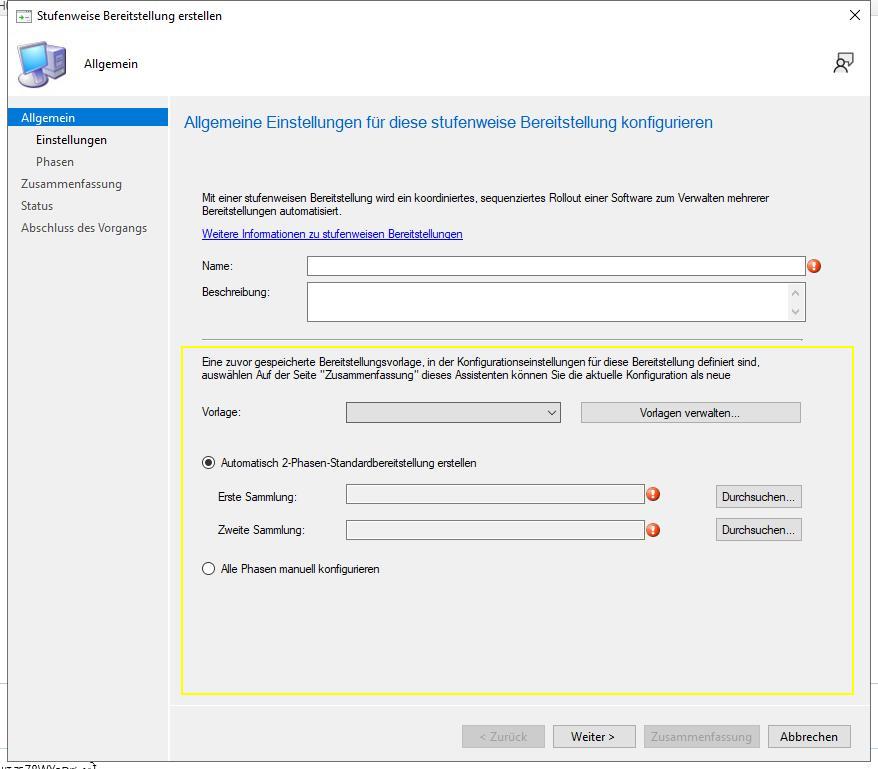 Stufenweise Bereitstellung erstellen
Allgemein
Allgemein
Einstellungen
Phasen
Zusammenfassung
Status
Abschluss des Vorgangs
Allgemeine Einstellungen für diese stufenweise Bereitstellung konfigurieren
Mit einer stufenweisen Bereitstellung wird ein koordiniertes, sequenziertes Rollout einer Software zum Verwalten mehrerer
Bereitstellungen automatisiert.
Weitere Informationen zu stufenweisen Bereitstellungen
Name:
Beschreibung:
Eine zuvor gespeicherte Bereitstellungsvorlage, in der Konfigurationseinstellungen für diese Bereitstellung definiert sind,
auswählen Auf der Seite "Zusammenfassung" dieses Assistenten können Sie die aktuelle Konfiguration als neue
Vorlage: Vorlagen verwalten...
Automatisch 2-Phasen-Standardbereitstellung erstellen
Erste Sammlung: Durchsuchen...
Zweite Sammlung: Durchsuchen...
Alle Phasen manuell konfigurieren
< Zurück Weiter > Zusammenfassung Abbrechen